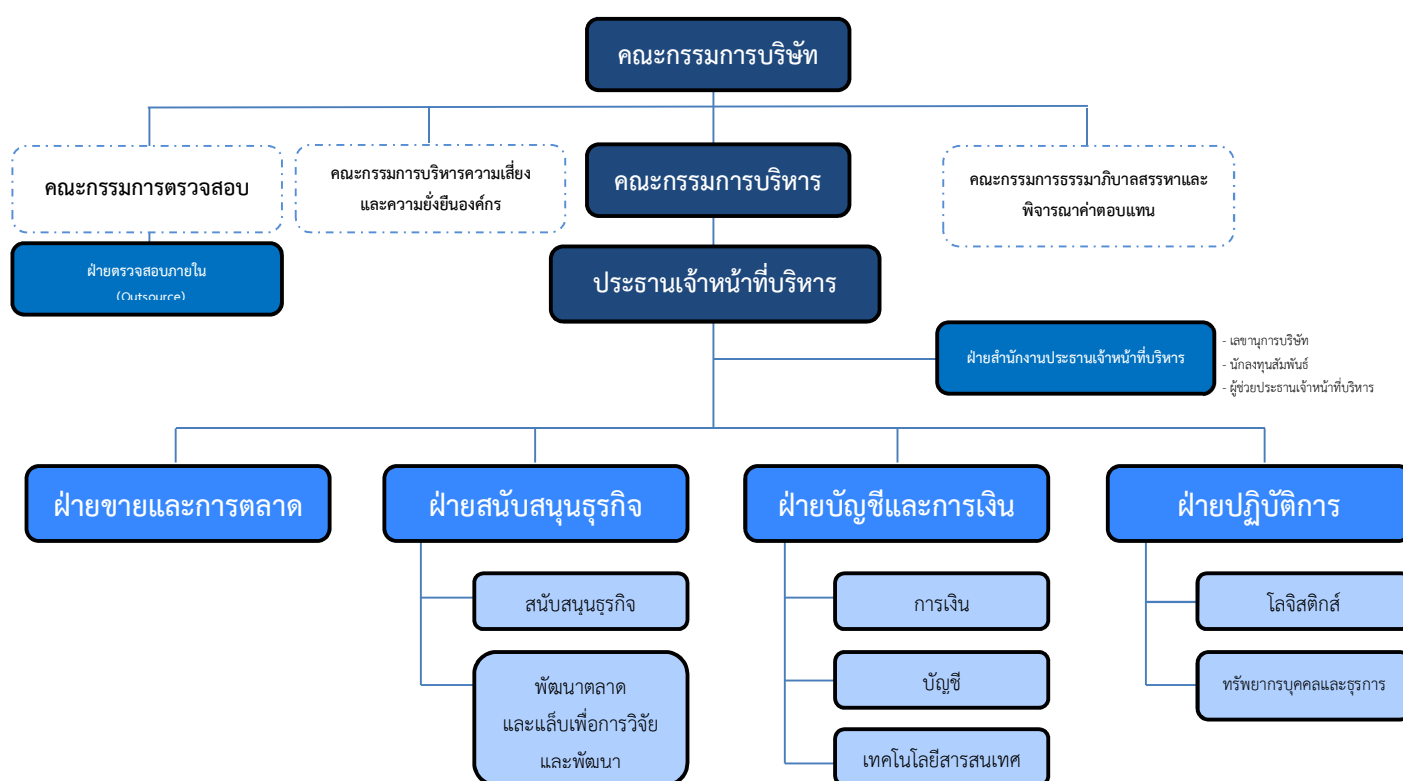 คณะกรรมการบริษัท
คณะกรรมการตรวจสอบ
คณะกรรมการบริหารความเสี่ยง
และความยั่งยืนองค์กร
คณะกรรมการบริหาร
คณะกรรมการธรรมาภิบาลสรรหาและ
พิจารณาค่าตอบแทน
ฝ่ายตรวจสอบภายใน
(Outsource)
ประธานเจ้าหน้าที่บริหาร
ฝ่ายสำนักงานประธานเจ้าหน้าที่บริหาร
- เลขานุการบริษัท
- นักลงทุนสัมพันธ์
- ผู้ช่วยประธานเจ้าหน้าที่บริหาร
ฝ่ายขายและการตลาด
ฝ่ายสนับสนุนธุรกิจ
ฝ่ายบัญชีและการเงิน
ฝ่ายปฏิบัติการ
สนับสนุนธุรกิจ
การเงิน
โลจิสติกส์
พัฒนาตลาด
และแล็บเพื่อการวิจัย
และพัฒนา
บัญชี
ทรัพยากรบุคคลและธุรการ
เทคโนโลยีสารสนเทศ